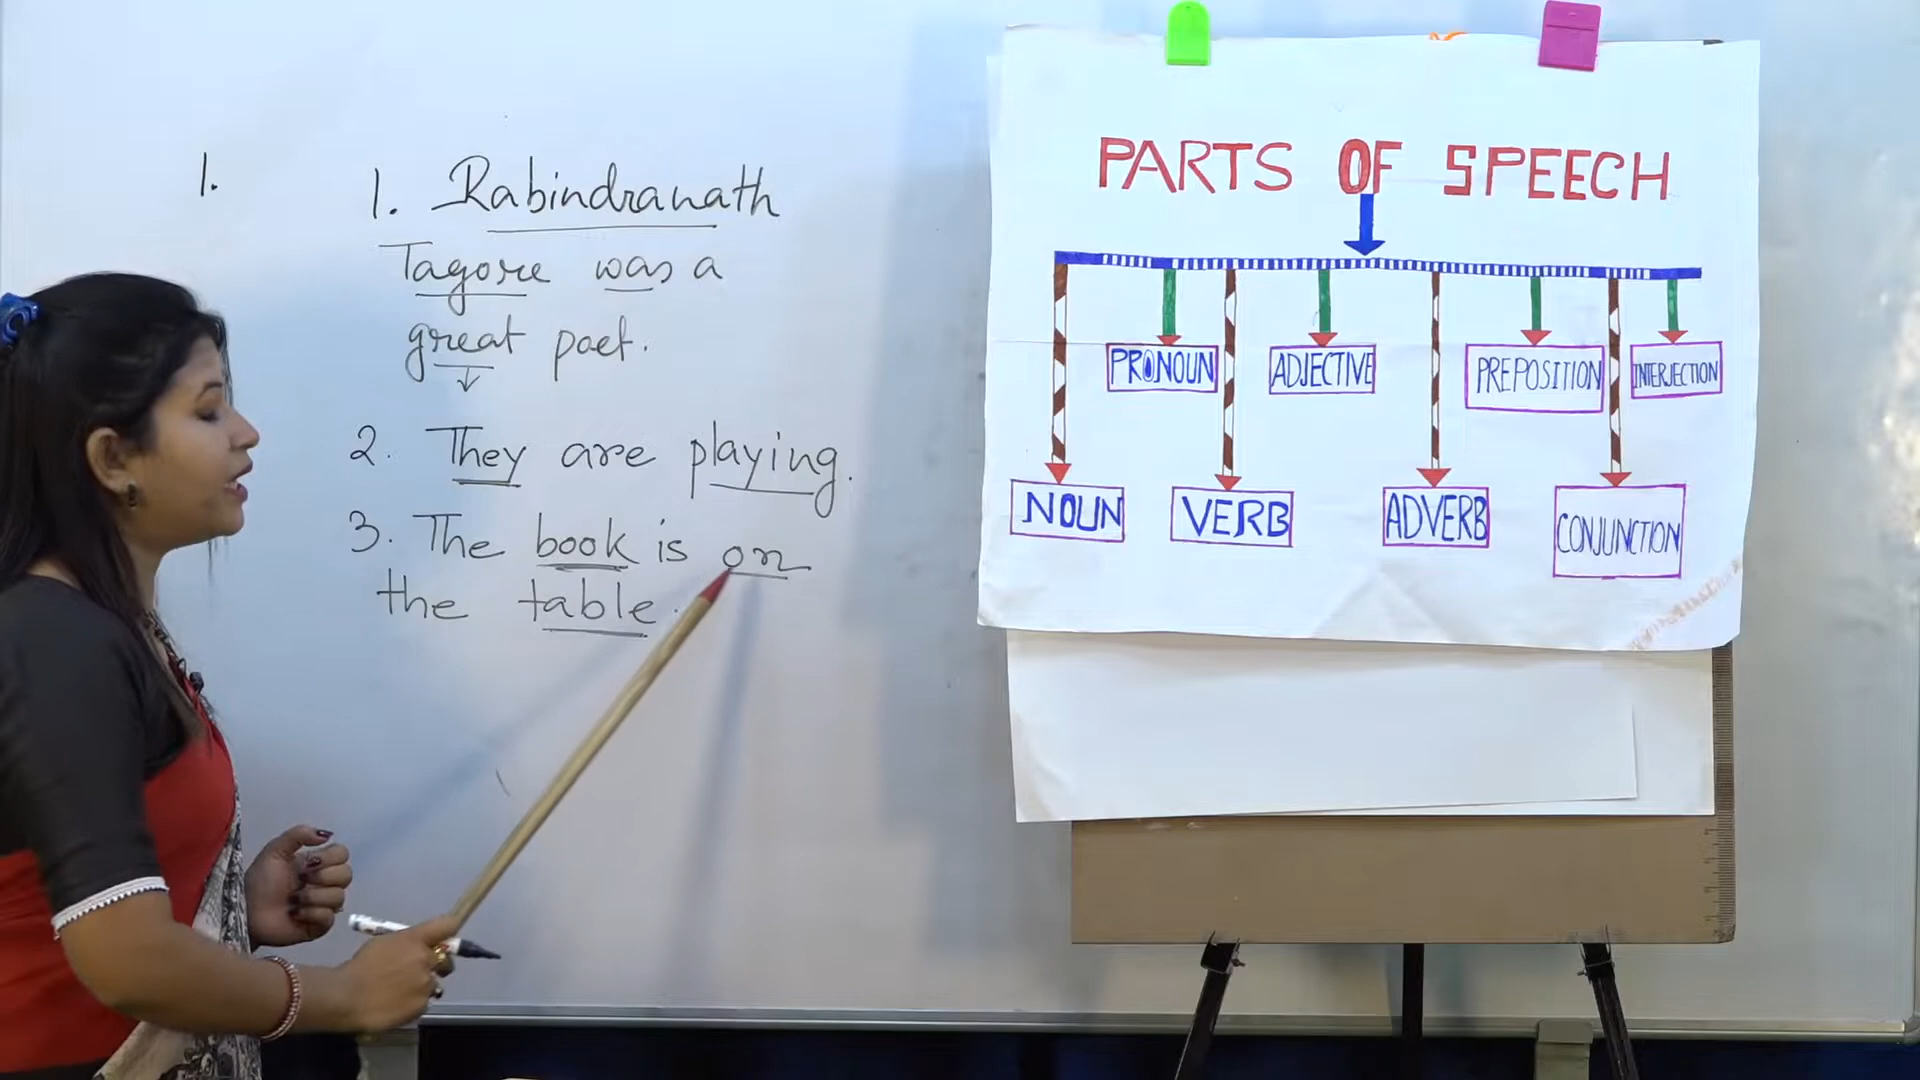 1.
1. Rabindranath
Tagore was a
great poet.
2. They are playing.
3. The book is on
the table.
PARTS OF SPEECH
PRONOUN ADJECTIVE PREPOSITION INTERJECTION
NOUN VERB ADVERB CONJUNCTION